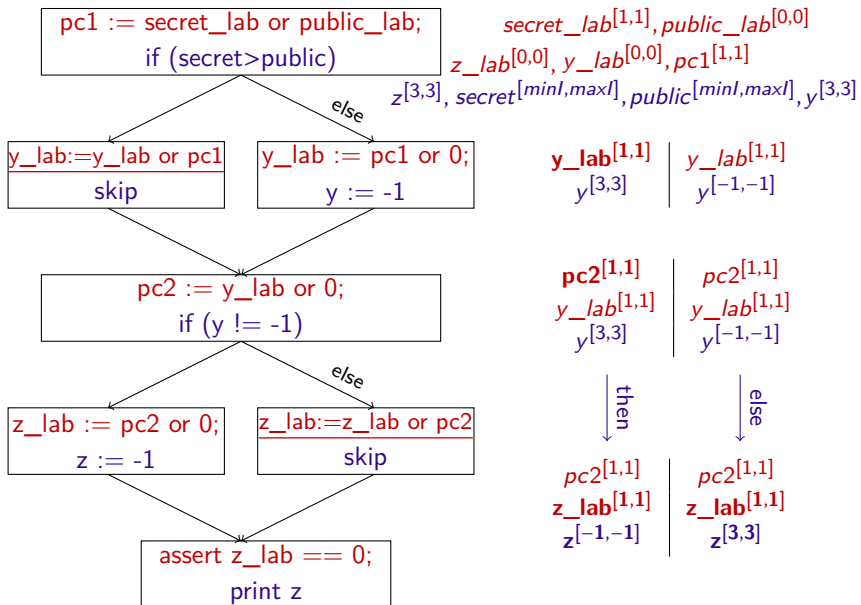 pc1 := secret_lab or public_lab;
if (secret>public)
secret_lab[1,1], public_lab[0,0]
z_lab[0,0], y_lab[0,0], pc1[1,1]
z[3,3], secret[minI,maxI], public[minI,maxI], y[3,3]
else
y_lab:=y_lab or pc1
skip
y_lab := pc1 or 0;
y := -1
y_lab[1,1]
y[3,3]
y_lab[1,1]
y[-1,-1]
pc2 := y_lab or 0;
if (y != -1)
pc2[1,1]
y_lab[1,1]
y[3,3]
pc2[1,1]
y_lab[1,1]
y[-1,-1]
else
then
else
z_lab := pc2 or 0;
z := -1
z_lab:=z_lab or pc2
skip
pc2[1,1]
z_lab[1,1]
z[-1,-1]
pc2[1,1]
z_lab[1,1]
z[3,3]
assert z_lab == 0;
print z